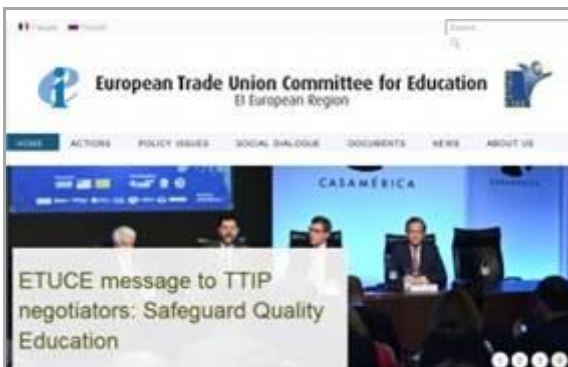 European Trade Union Committee for Education
EI European Region
HOME ACTIONS POLICY ISSUES SOCIAL DIALOGUE DOCUMENTS NEWS ABOUT US
CASAMÉRICA
ETUCE message to TTIP
negotiators: Safeguard Quality
Education